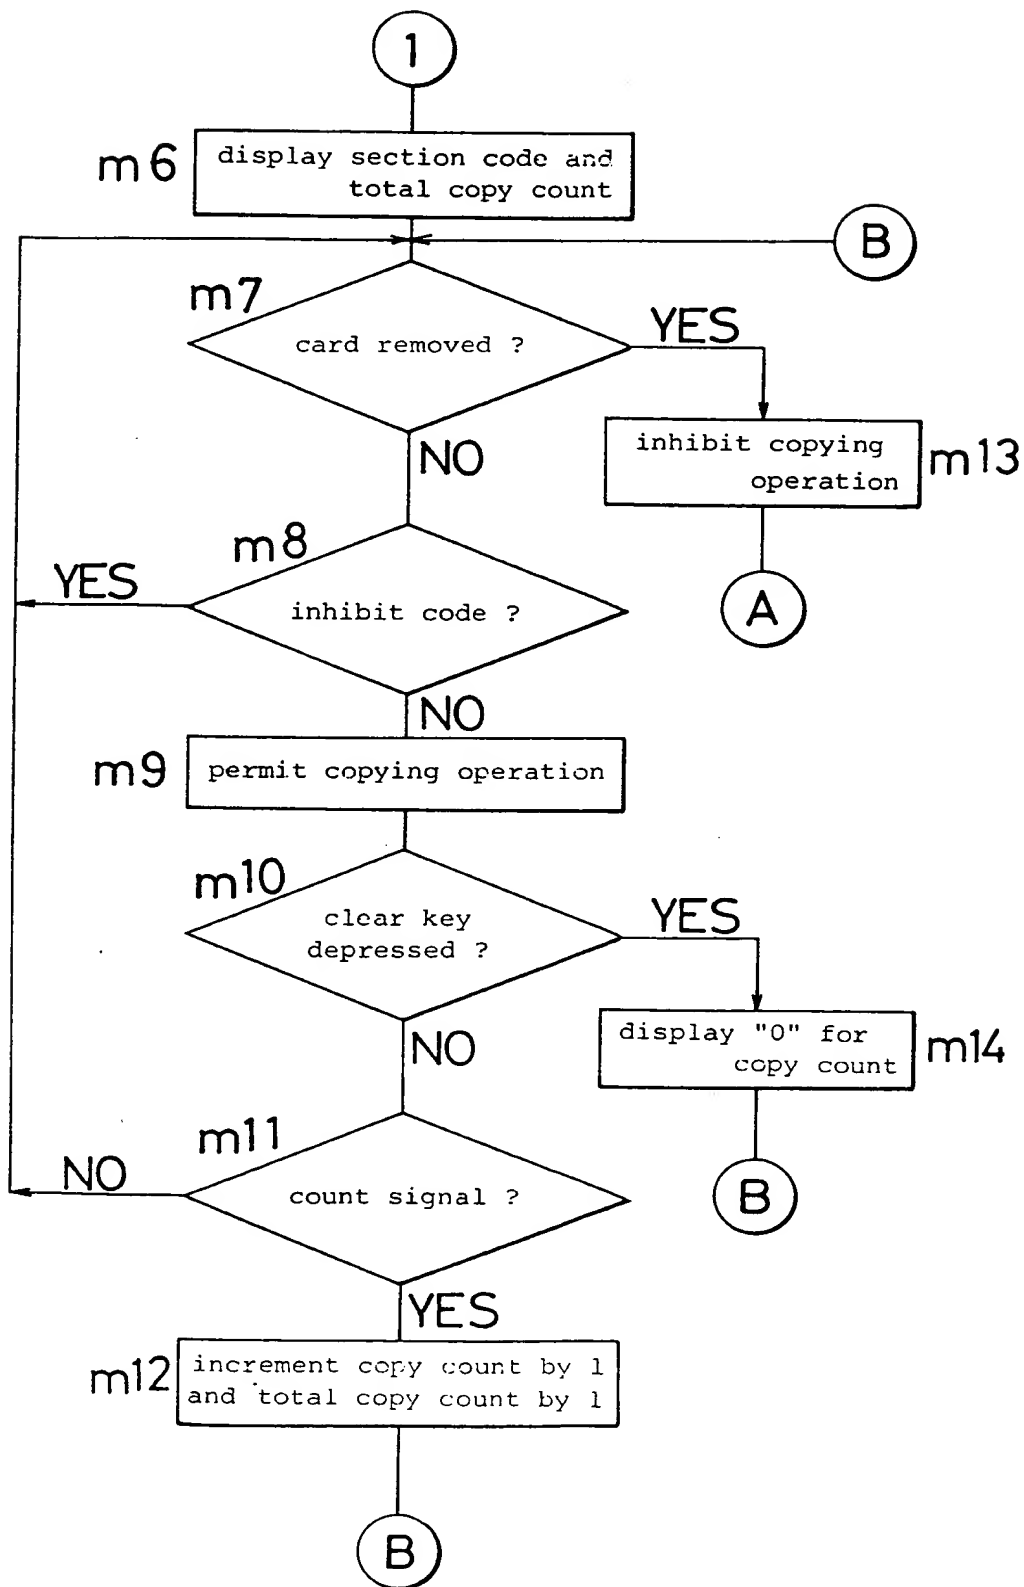 1
m6
display section code and
total copy count
B
m7
card removed ?
YES
NO
inhibit copying
operation
m13
A
m8
YES
inhibit code ?
NO
m9
permit copying operation
m10
clear key
depressed ?
YES
NO
display "0" for
copy count
m14
B
m11
NO
count signal ?
YES
m12
increment copy count by 1
and total copy count by 1
B